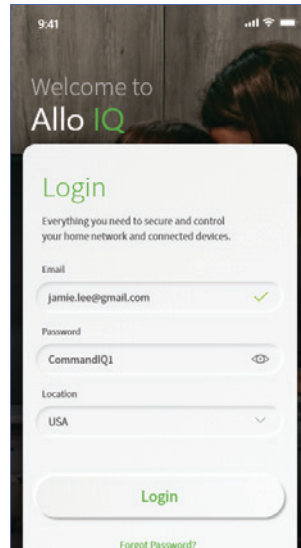 9:41
Welcome to
Allo IQ
Login
Everything you need to secure and control
your home network and connected devices.
Email
jamie.lee@gmail.com
Password
CommandIQ1
Location
USA
Login
Forgot Password?